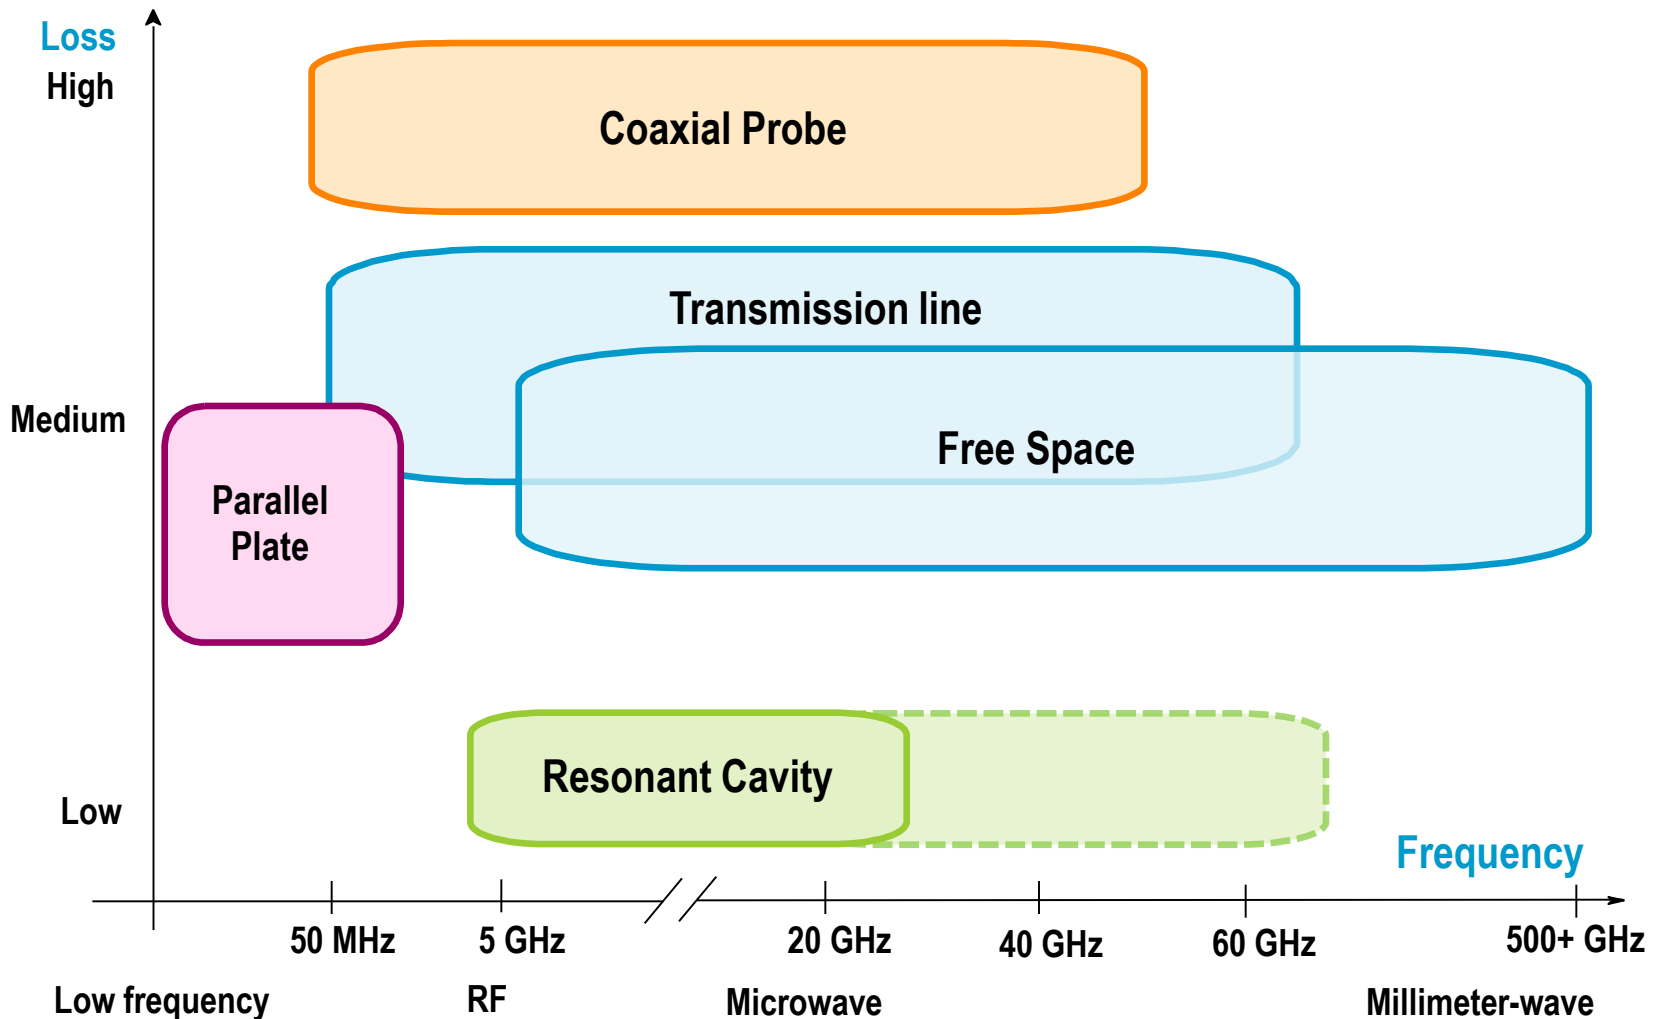 Loss
High
Coaxial Probe
Transmission line
Medium
Free Space
Parallel
Plate
Resonant Cavity
Low
Frequency
50 MHz
5 GHz
20 GHz
40 GHz
60 GHz
500+ GHz
Low frequency
RF
Microwave
Millimeter-wave